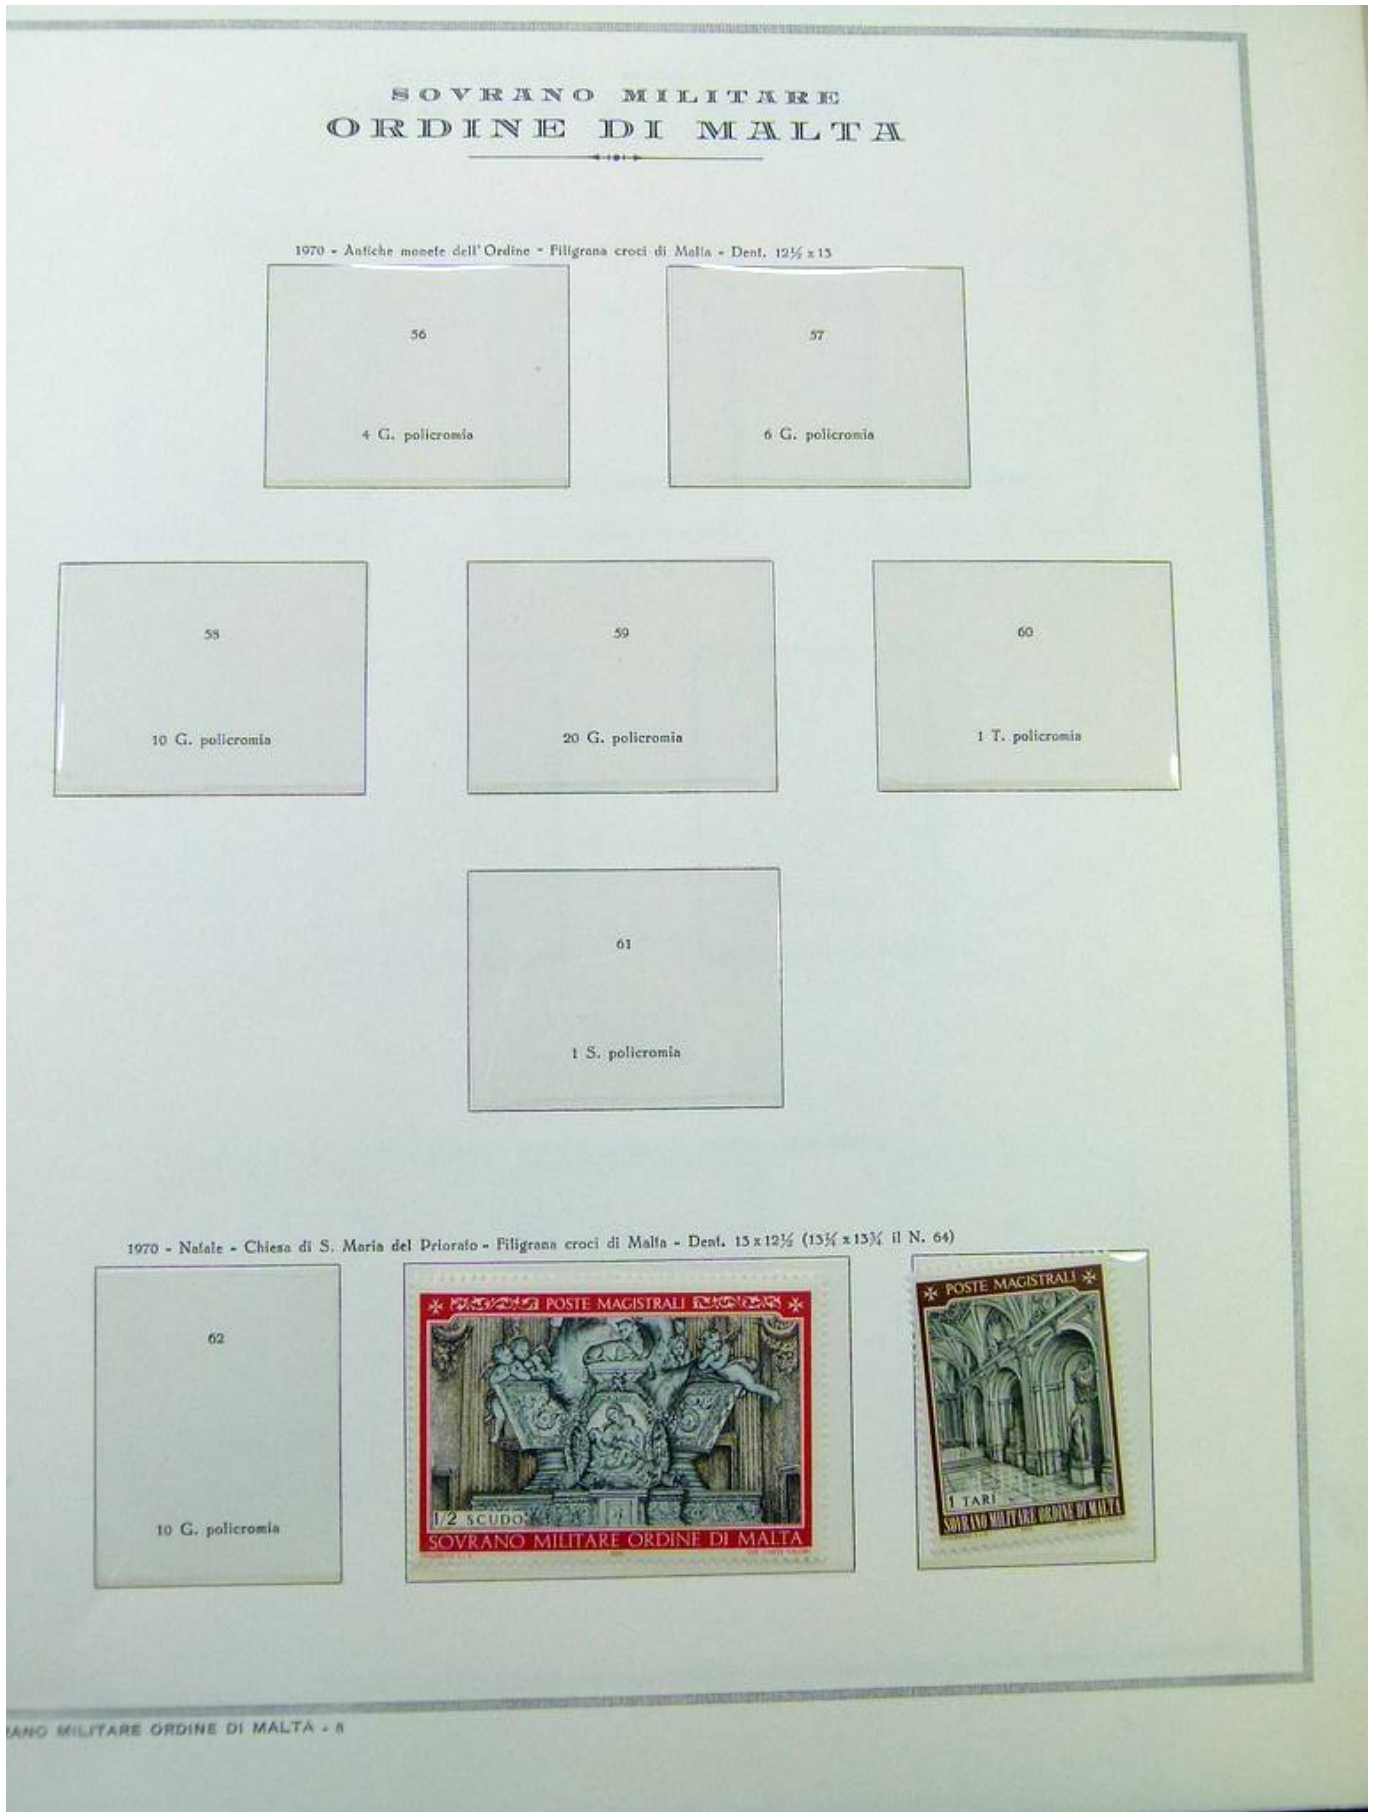 SOVRANO MILITARE
ORDINE DI MALTA
1970 - Antiche monete dell'Ordine - Filigrana croci di Malta - Dent. 12½ x 13
56
57
4 G. policromia
6 G. policromia
58
59
60
10 G. policromia
20 G. policromia
1 T. policromia
61
1 S. policromia
1970 - Natale - Chiesa di S. Maria del Priorato - Filigrana croci di Malta - Dent. 13 x 12½ (13¾ x 13¾ il N. 64)
62
10 G. policromia
POSTE MAGISTRALI
1/2 SCUDO
SOVRANO MILITARE ORDINE DI MALTA
POSTE MAGISTRALI
1 TARI
SOVRANO MILITARE ORDINE DI MALTA
RANO MILITARE ORDINE DI MALTA - 8